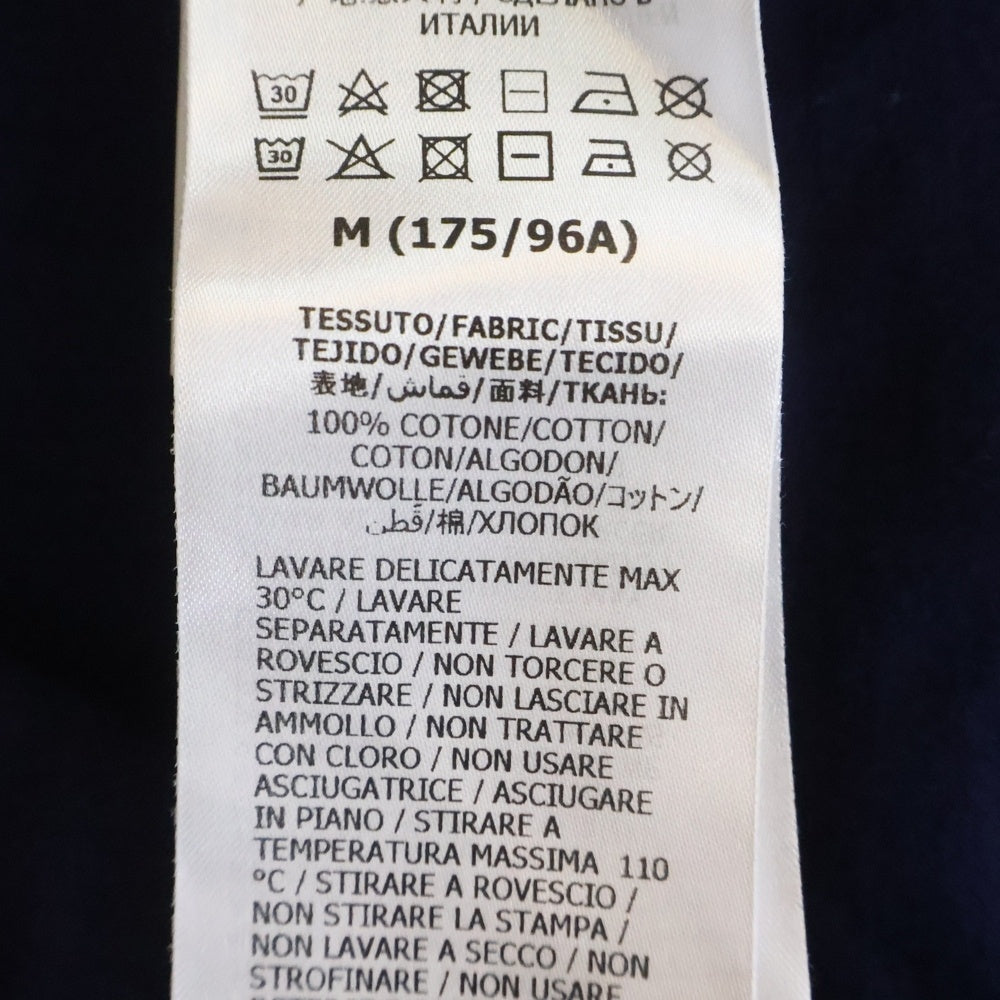 ИТАЛИИ
30
30
M (175/96A)
TESSUTO/FABRIC/TISSU/
TEJIDO/GEWEBE/TECIDO/
表地/قماش/面料/ТКАНЬ:
100% COTONE/COTTON/
COTON/ALGODON/
BAUMWOLLE/ALGODÃO/コットン/
قطن/棉/ХЛОПОК
LAVARE DELICATAMENTE MAX
30°C / LAVARE
SEPARATAMENTE / LAVARE A
ROVESCIO / NON TORCERE O
STRIZZARE / NON LASCIARE IN
AMMOLLO / NON TRATTARE
CON CLORO / NON USARE
ASCIUGATRICE / ASCIUGARE
IN PIANO / STIRARE A
TEMPERATURA MASSIMA 110
°C / STIRARE A ROVESCIO /
NON STIRARE LA STAMPA /
NON LAVARE A SECCO / NON
STROFINARE / NON USARE